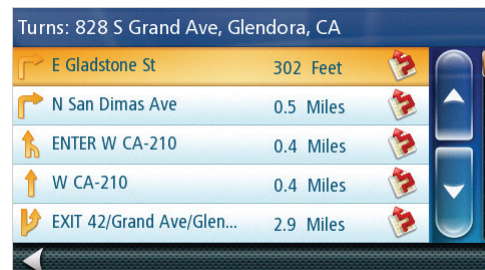 Turns: 828 S Grand Ave, Glendora, CA
E Gladstone St 302 Feet
N San Dimas Ave 0.5 Miles
ENTER W CA-210 0.4 Miles
W CA-210 0.4 Miles
EXIT 42/Grand Ave/Glen... 2.9 Miles